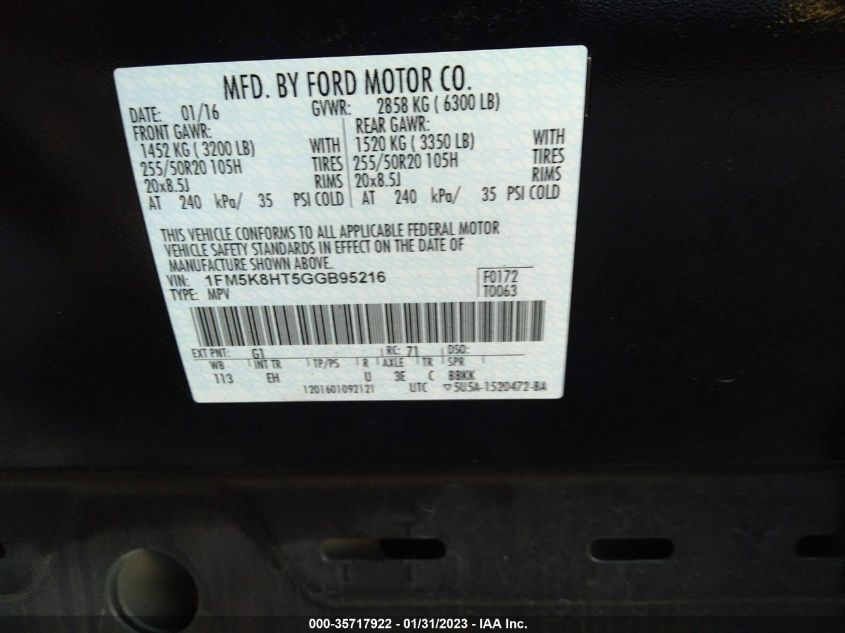 MFD. BY FORD MOTOR CO.
DATE: 01/16 GVWR: 2858 KG ( 6300 LB)
FRONT GAWR: REAR GAWR:
1452 KG ( 3200 LB) WITH 1520 KG ( 3350 LB) WITH
255/50R20 105H TIRES 255/50R20 105H TIRES
20x8.5J RIMS 20x8.5J RIMS
AT 240 kPa/ 35 PSI COLD AT 240 kPa/ 35 PSI COLD
THIS VEHICLE CONFORMS TO ALL APPLICABLE FEDERAL MOTOR
VEHICLE SAFETY STANDARDS IN EFFECT ON THE DATE OF
MANUFACTURE SHOWN ABOVE.
VIN: 1FM5K8HT5GGB95216 F0172
TYPE: MPV T0063
EXT PNT: G1 RC: 71 DSO:
WB INT TR TP/PS R AXLE TR SPR
113 EH U 3E C BBKK
1201601092121 UTC 5U5A-1520472-BA
000-35717922 - 01/31/2023 - IAA Inc.